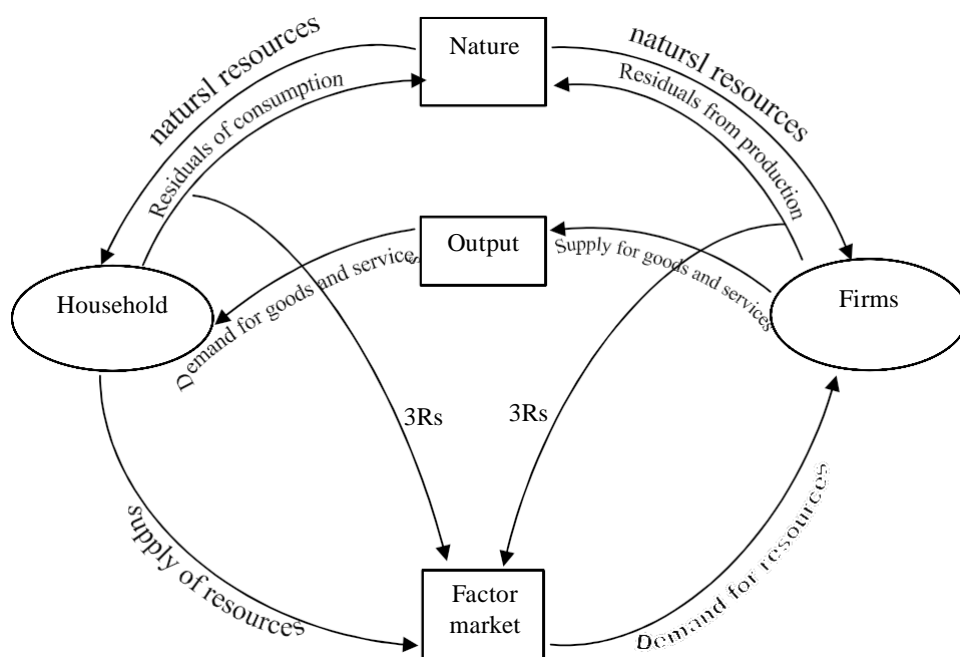 Nature
natursl resources
Residuals of consumption
natursl resources
Residuals from production
Output
Demand for goods and services
Supply for goods and services
Household
Firms
3Rs
3Rs
supply of resources
Factor
market
Demand for resources